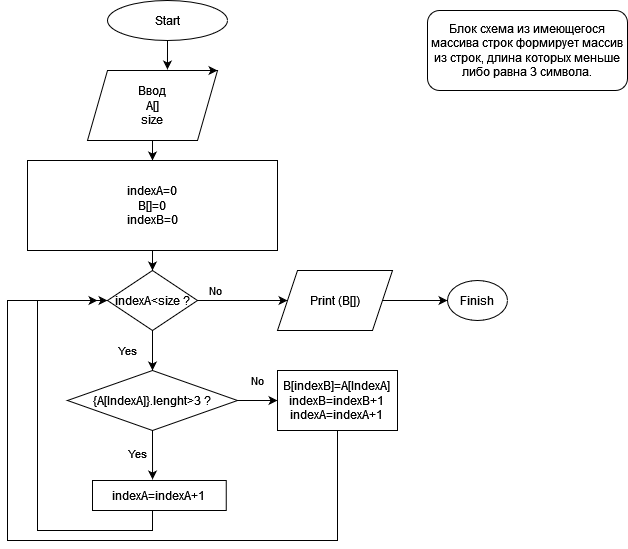 Start
Блок схема из имеющегося
массива строк формирует массив
из строк, длина которых меньше
либо равна 3 символа.
Ввод
A[]
size
indexA=0
B[]=0
indexB=0
indexA<size ?
No
Print (B[])
Finish
Yes
{A[IndexA]}.lenght>3 ?
No
B[indexB]=A[IndexA]
indexB=indexB+1
indexA=indexA+1
Yes
indexA=indexA+1